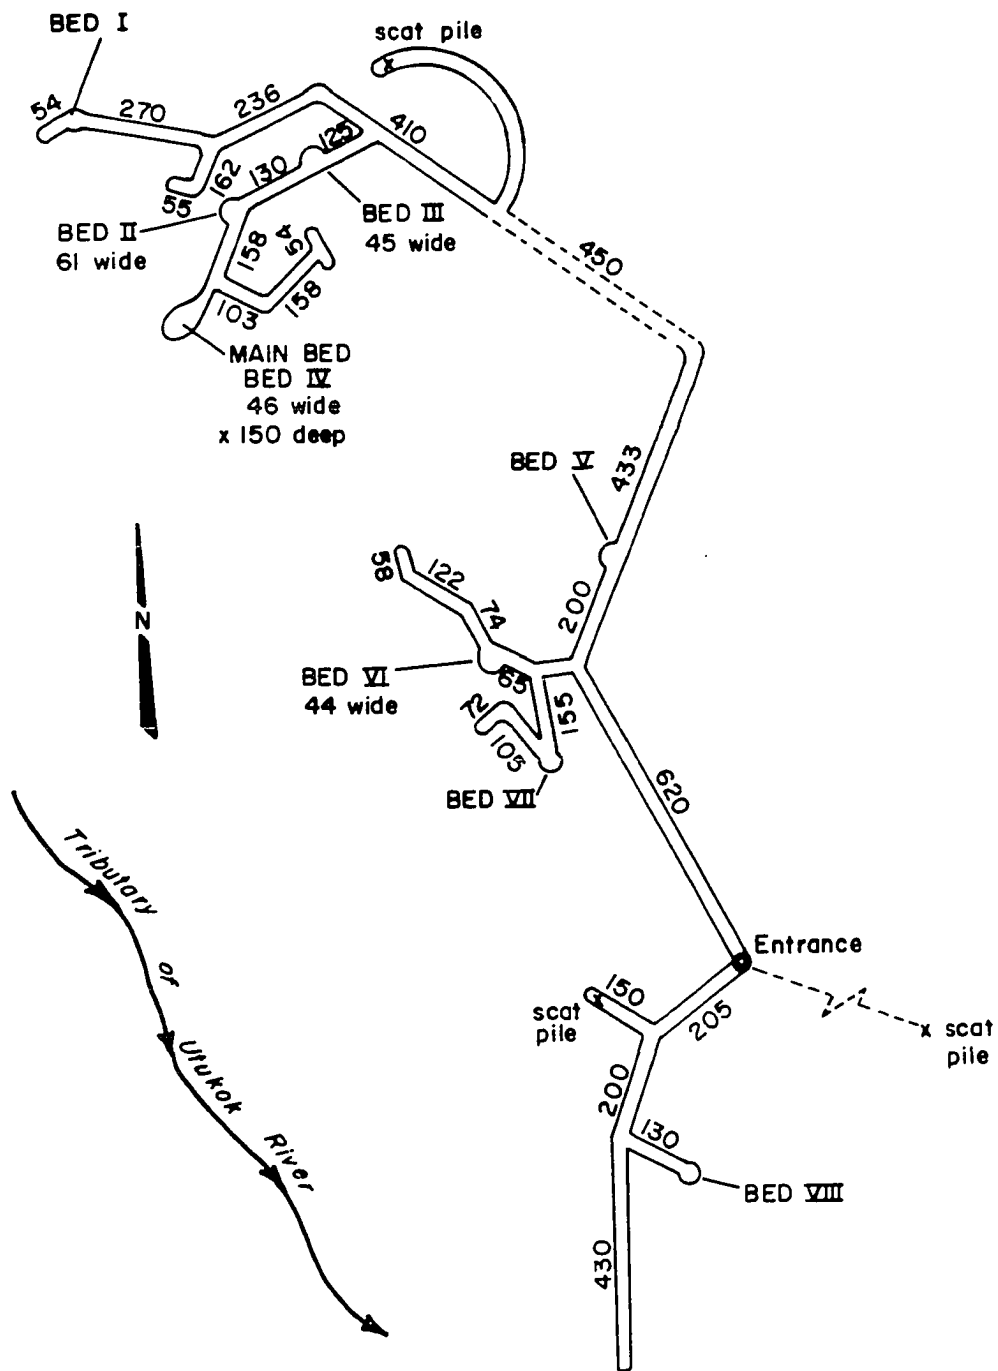 BED I
scat pile
x
54
270
236
410
125
130
162
55
BED II
61 wide
BED III
45 wide
158
54
158
103
MAIN BED
BED IV
46 wide
x 150 deep
450
433
BED V
200
N
58
122
74
BED VI
44 wide
65
155
72
105
BED VII
620
Entrance
150
205
scat
pile
x
x scat
pile
200
130
BED VIII
430
Tributary
of
Utukok
River